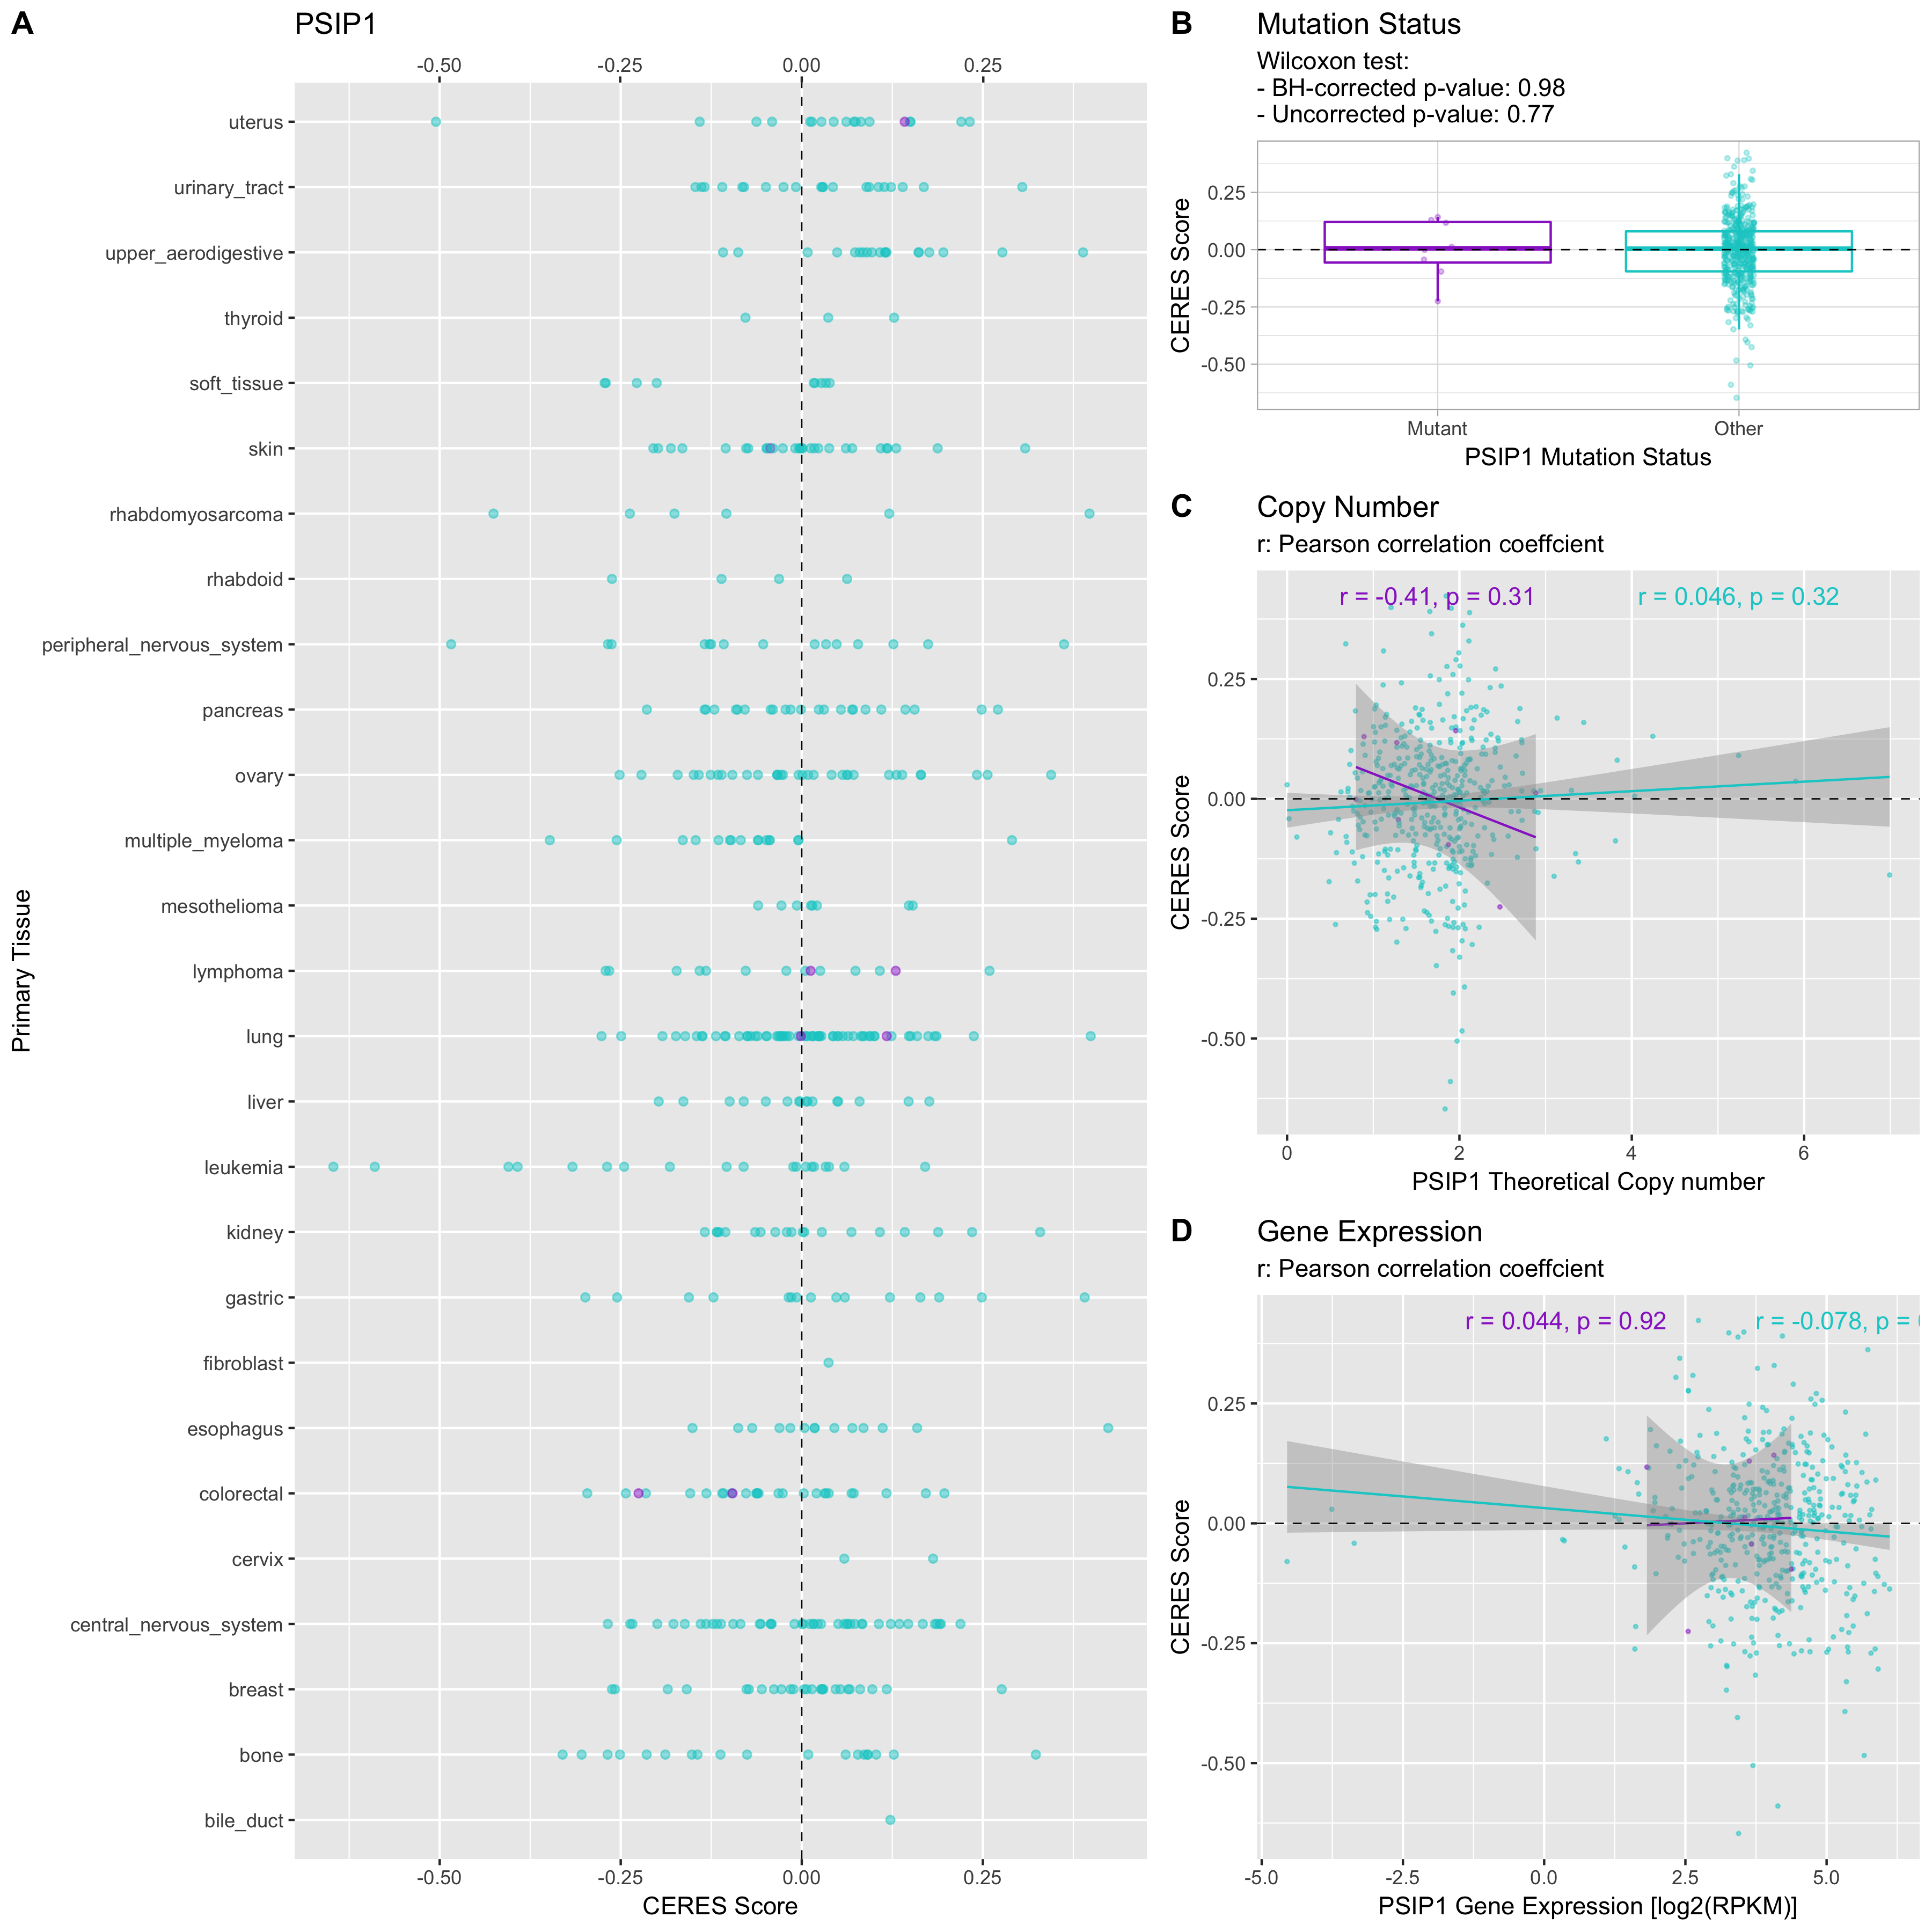 A
PSIP1
-0.50 -0.25 0.00 0.25
uterus
urinary_tract
upper_aerodigestive
thyroid
soft_tissue
skin
rhabdomyosarcoma
rhabdoid
peripheral_nervous_system
pancreas
ovary
multiple_myeloma
mesothelioma
lymphoma
lung
liver
leukemia
kidney
gastric
fibroblast
esophagus
colorectal
cervix
central_nervous_system
breast
bone
bile_duct
Primary Tissue
-0.50 -0.25 0.00 0.25
CERES Score
B
Mutation Status
Wilcoxon test:
- BH-corrected p-value: 0.98
- Uncorrected p-value: 0.77
CERES Score
0.25
0.00
-0.25
-0.50
Mutant Other
PSIP1 Mutation Status
C
Copy Number
r: Pearson correlation coeffcient
r = -0.41, p = 0.31 r = 0.046, p = 0.32
CERES Score
0.25
0.00
-0.25
-0.50
0 2 4 6
PSIP1 Theoretical Copy number
D
Gene Expression
r: Pearson correlation coeffcient
r = 0.044, p = 0.92 r = -0.078, p =
CERES Score
0.25
0.00
-0.25
-0.50
-5.0 -2.5 0.0 2.5 5.0
PSIP1 Gene Expression [log2(RPKM)]